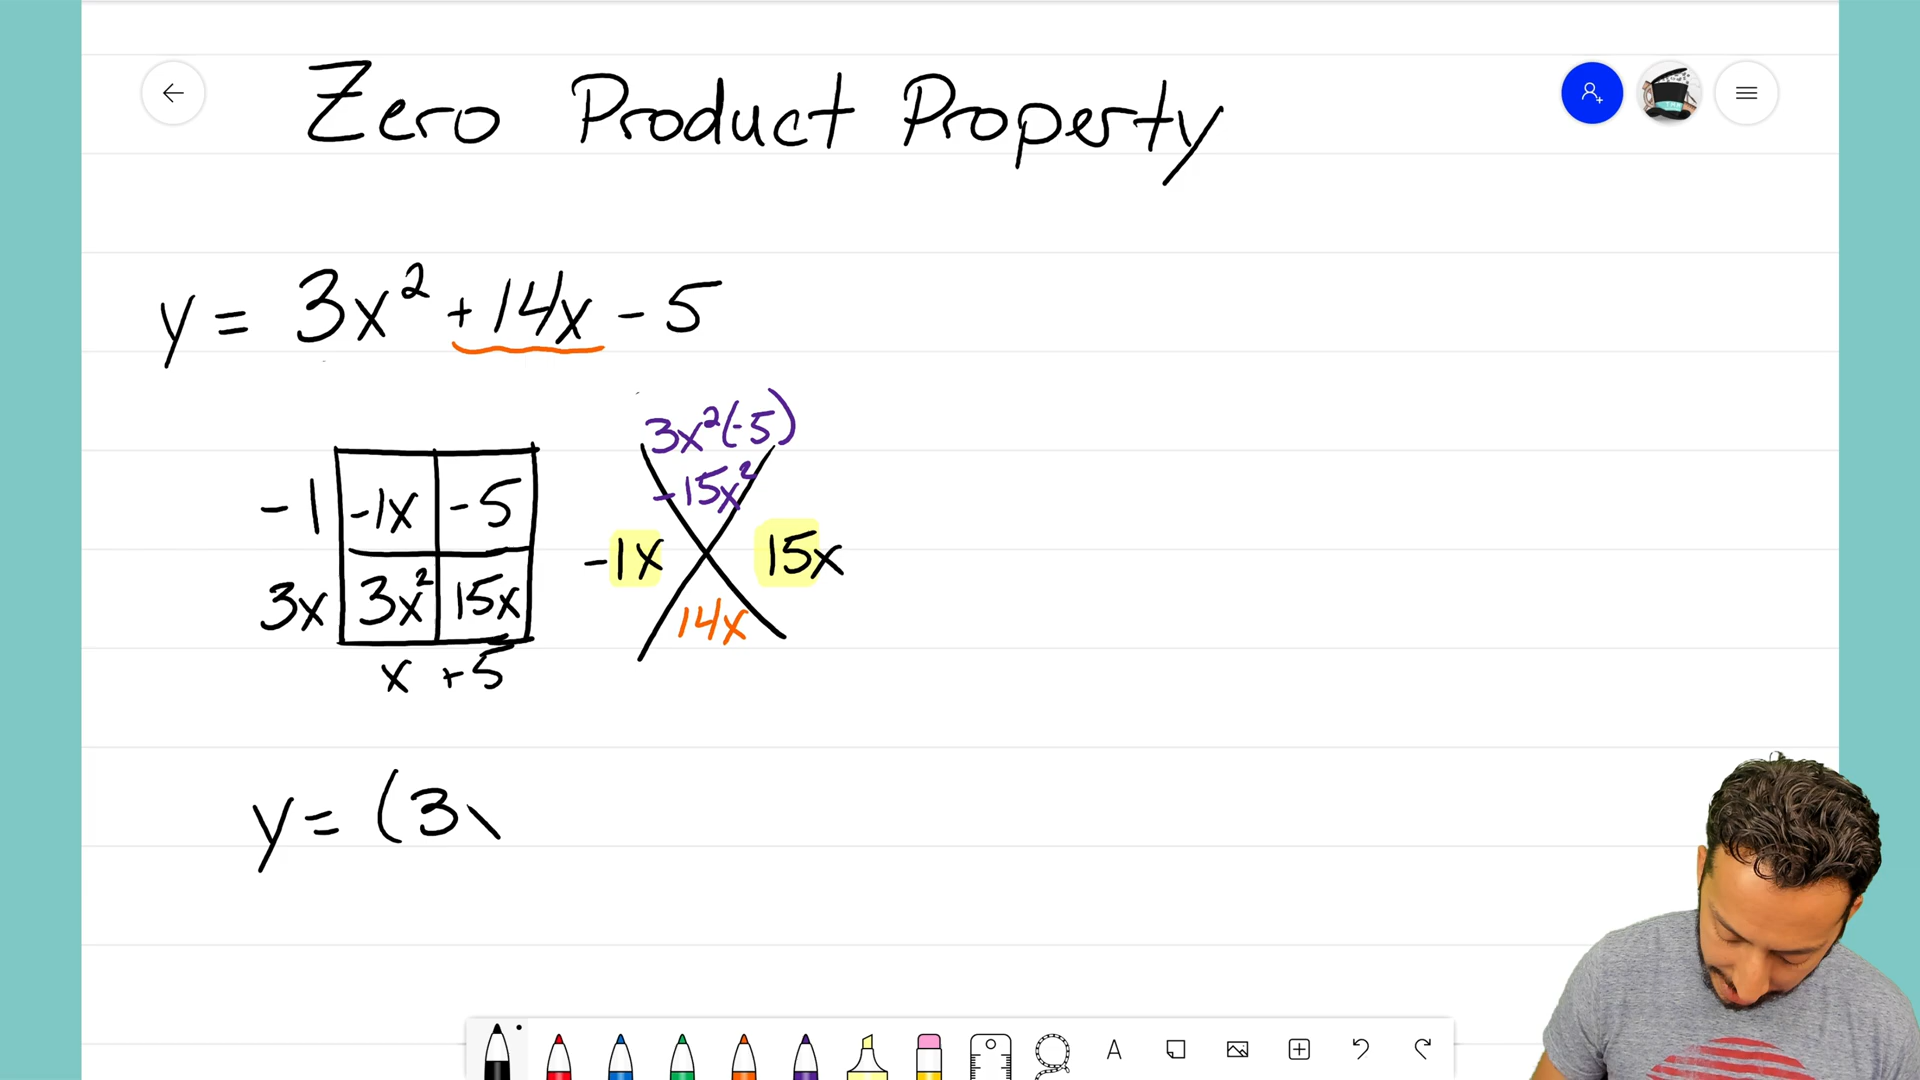 Zero Product Property
y = 3x² + 14x - 5
3x²(-5)
-15x²
-1 -1x -5
-1x 15x
3x 3x² 15x
14x
x +5
y = (3
A